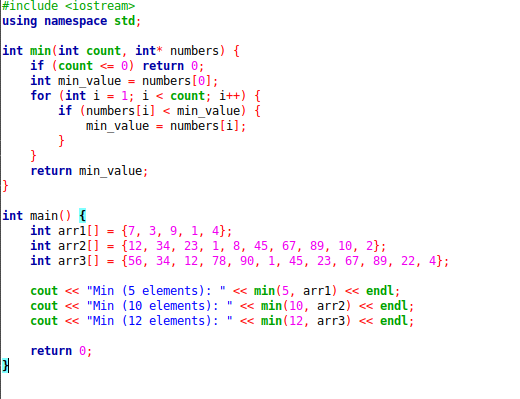 #include <iostream>
using namespace std;

int min(int count, int* numbers) {
    if (count <= 0) return 0;
    int min_value = numbers[0];
    for (int i = 1; i < count; i++) {
        if (numbers[i] < min_value) {
            min_value = numbers[i];
        }
    }
    return min_value;
}

int main() {
    int arr1[] = {7, 3, 9, 1, 4};
    int arr2[] = {12, 34, 23, 1, 8, 45, 67, 89, 10, 2};
    int arr3[] = {56, 34, 12, 78, 90, 1, 45, 23, 67, 89, 22, 4};

    cout << "Min (5 elements): " << min(5, arr1) << endl;
    cout << "Min (10 elements): " << min(10, arr2) << endl;
    cout << "Min (12 elements): " << min(12, arr3) << endl;

    return 0;
}